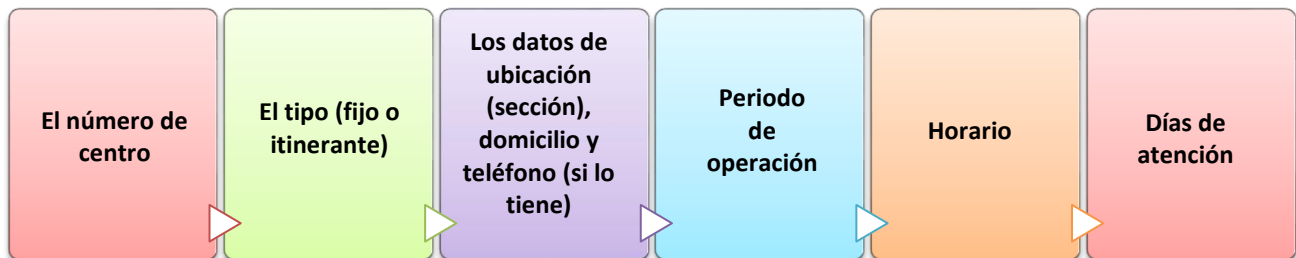 El número de
centro
El tipo (fijo o
itinerante)
Los datos de
ubicación
(sección),
domicilio y
teléfono (si lo
tiene)
Periodo
de
operación
Horario
Días de
atención